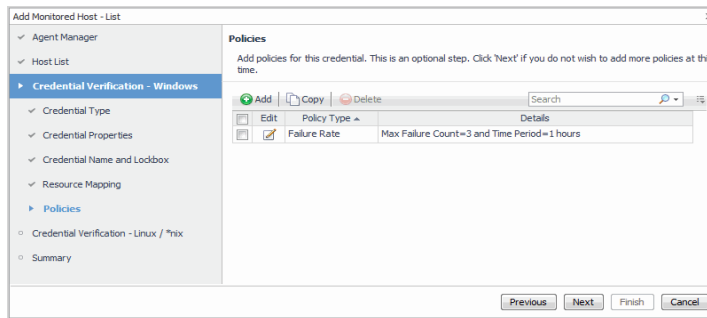 Add Monitored Host - List
Agent Manager
Host List
Credential Verification - Windows
Credential Type
Credential Properties
Credential Name and Lockbox
Resource Mapping
Policies
Credential Verification - Linux / *nix
Summary
Policies
Add policies for this credential. This is an optional step. Click 'Next' if you do not wish to add more policies at thi
time.
Add Copy Delete Search
Edit Policy Type Details
Failure Rate Max Failure Count=3 and Time Period=1 hours
Previous Next Finish Cancel